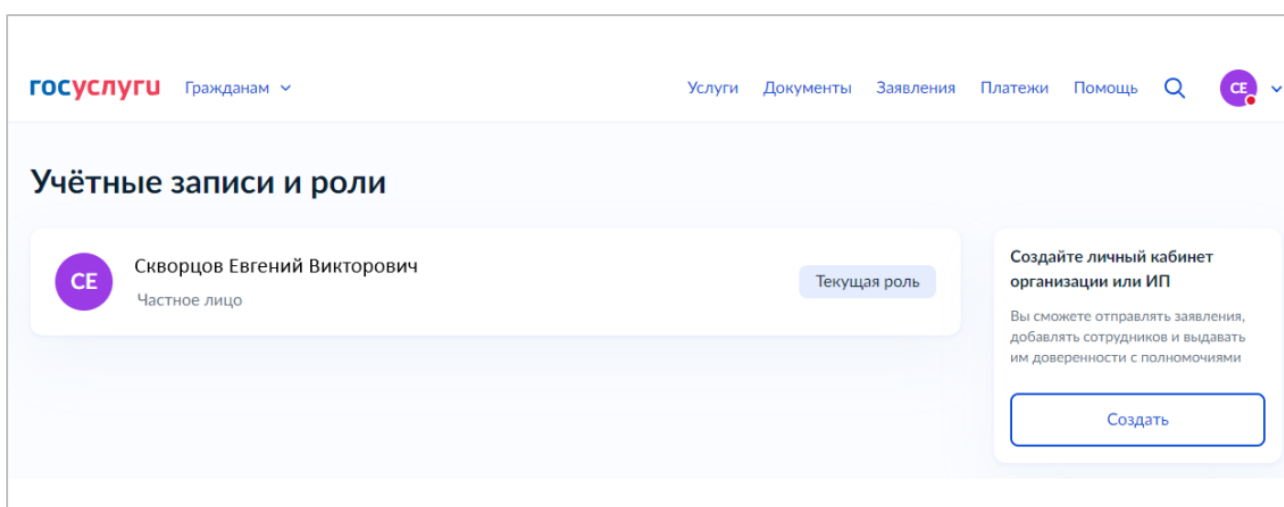 госуслуги Гражданам Услуги Документы Заявления Платежи Помощь СЕ
Учётные записи и роли
СЕ Скворцов Евгений Викторович
Частное лицо
Текущая роль
Создайте личный кабинет
организации или ИП
Вы сможете отправлять заявления,
добавлять сотрудников и выдавать
им доверенности с полномочиями
Создать